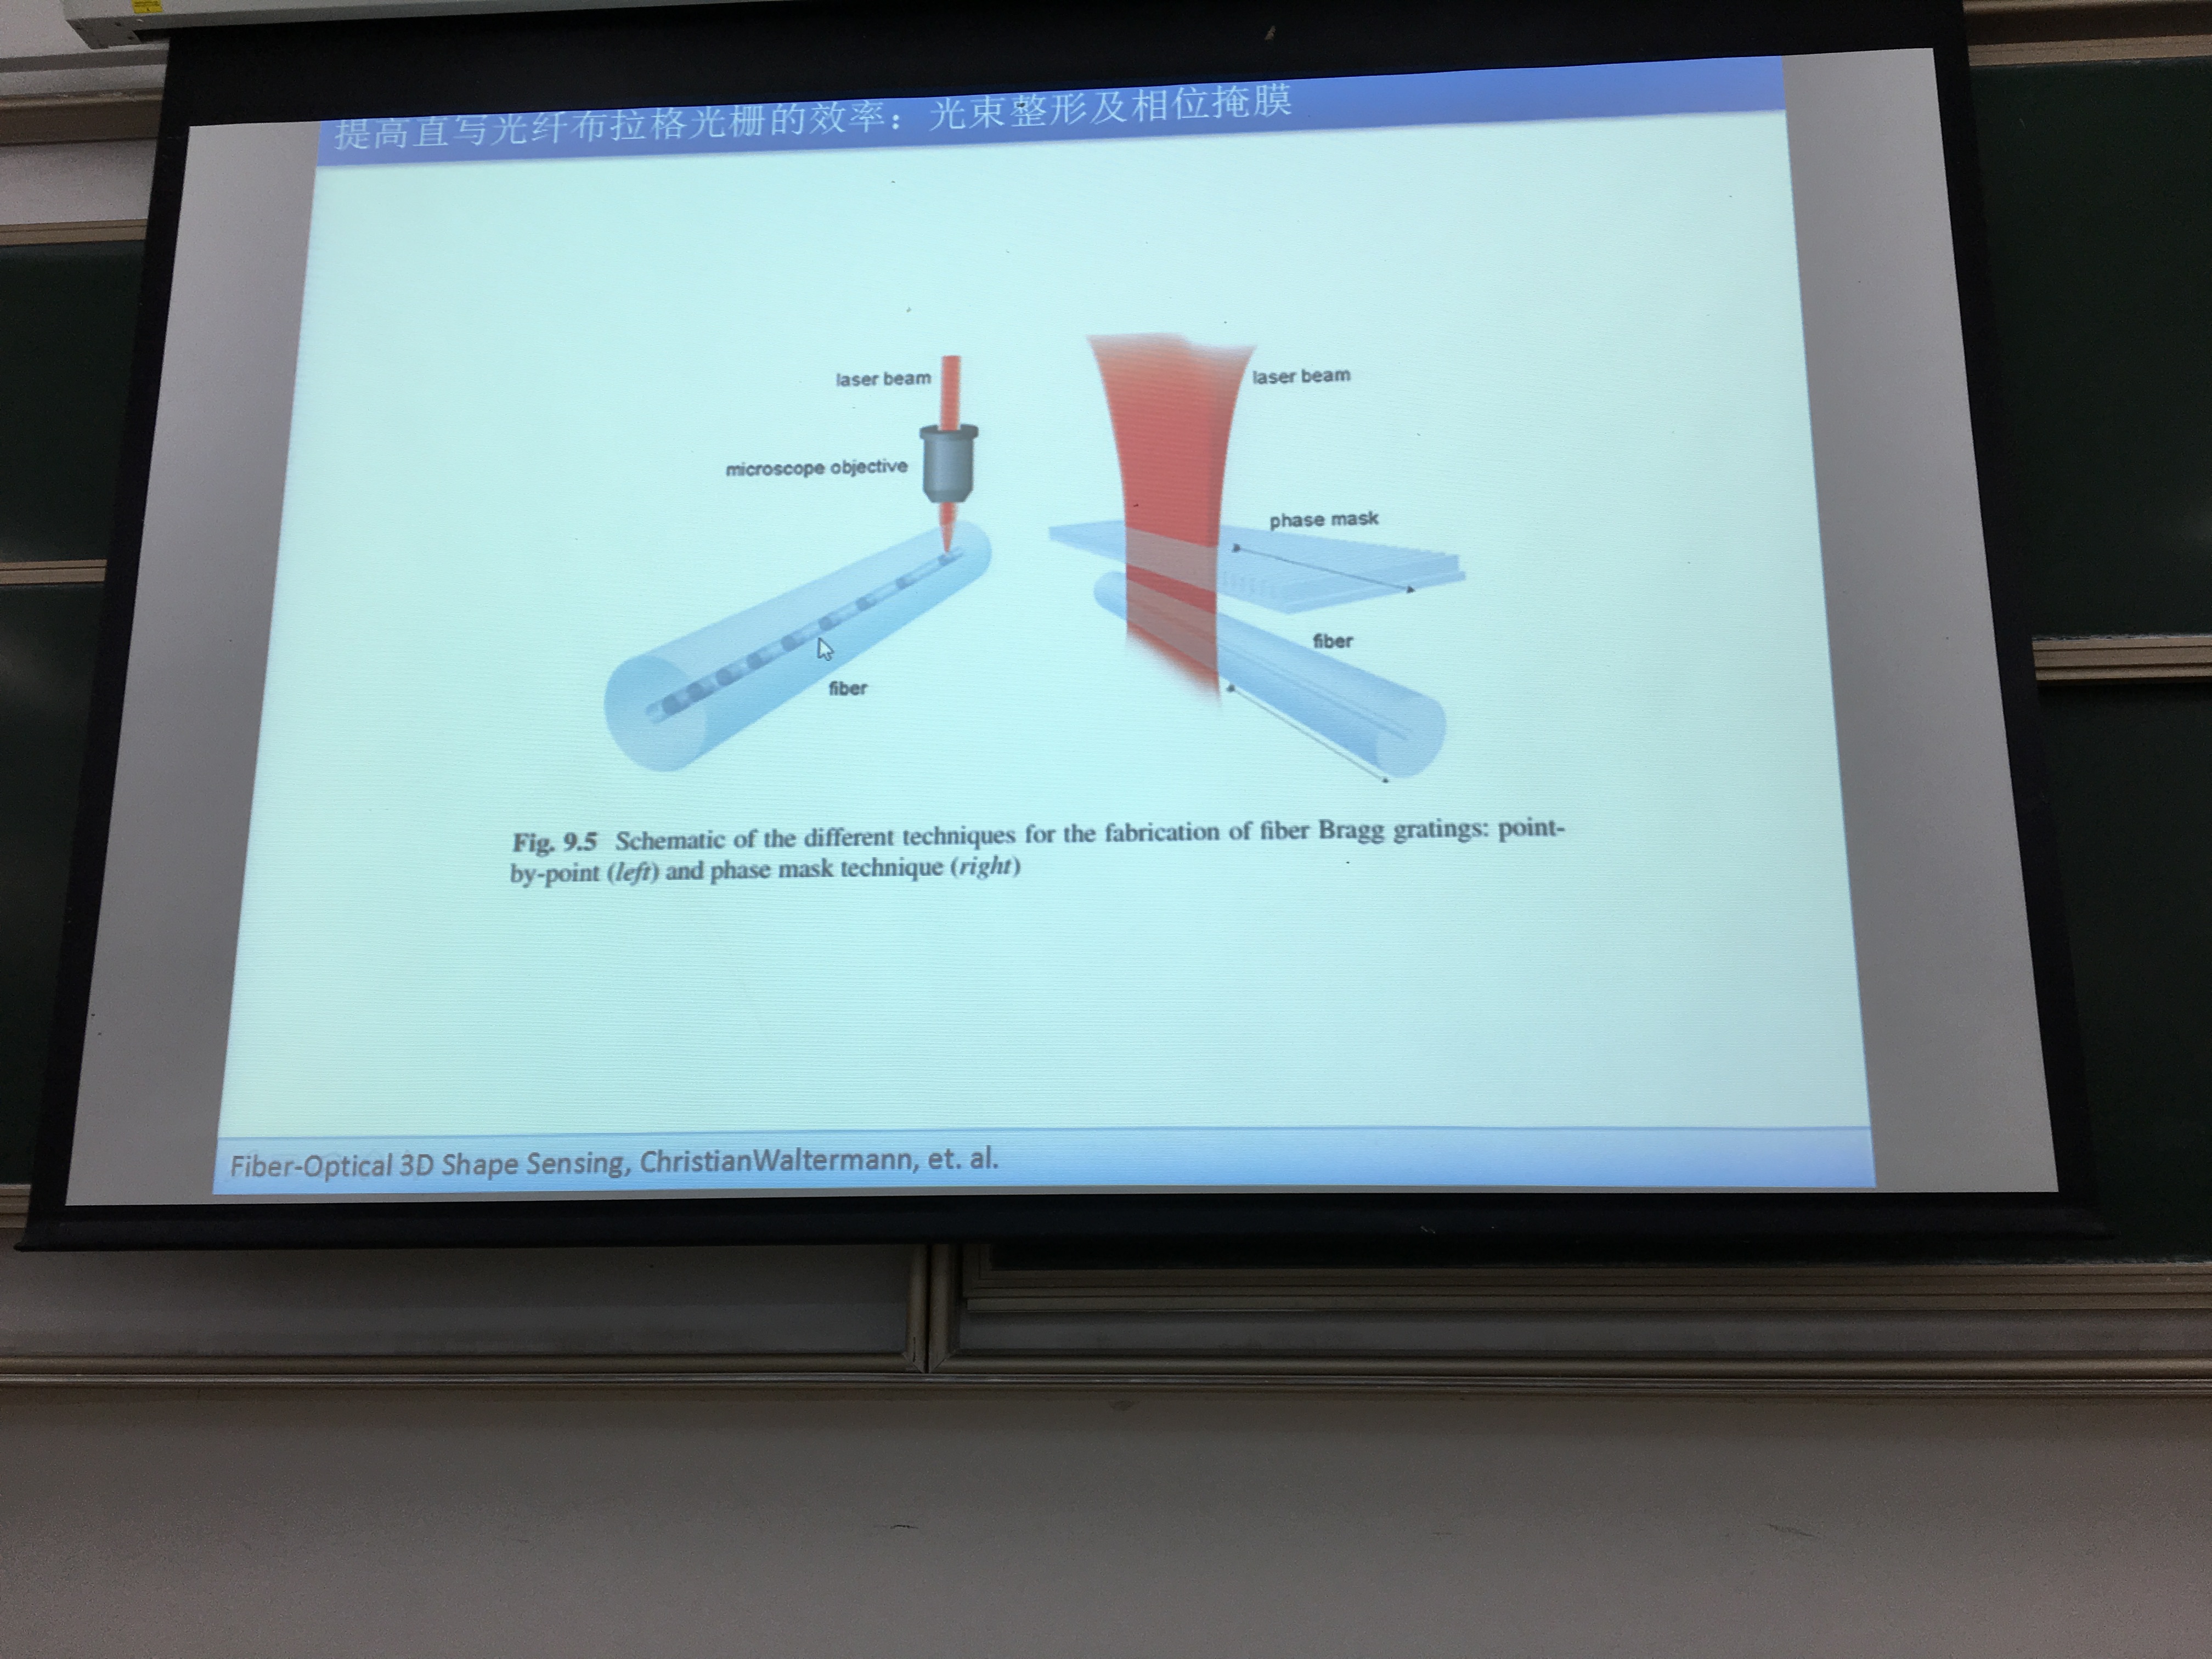 提高直写光纤布拉格光栅的效率：光束整形及相位掩膜
laser beam
microscope objective
fiber
laser beam
phase mask
fiber
Fig. 9.5 Schematic of the different techniques for the fabrication of fiber Bragg gratings: point-
by-point (left) and phase mask technique (right)
Fiber-Optical 3D Shape Sensing, ChristianWaltermann, et. al.